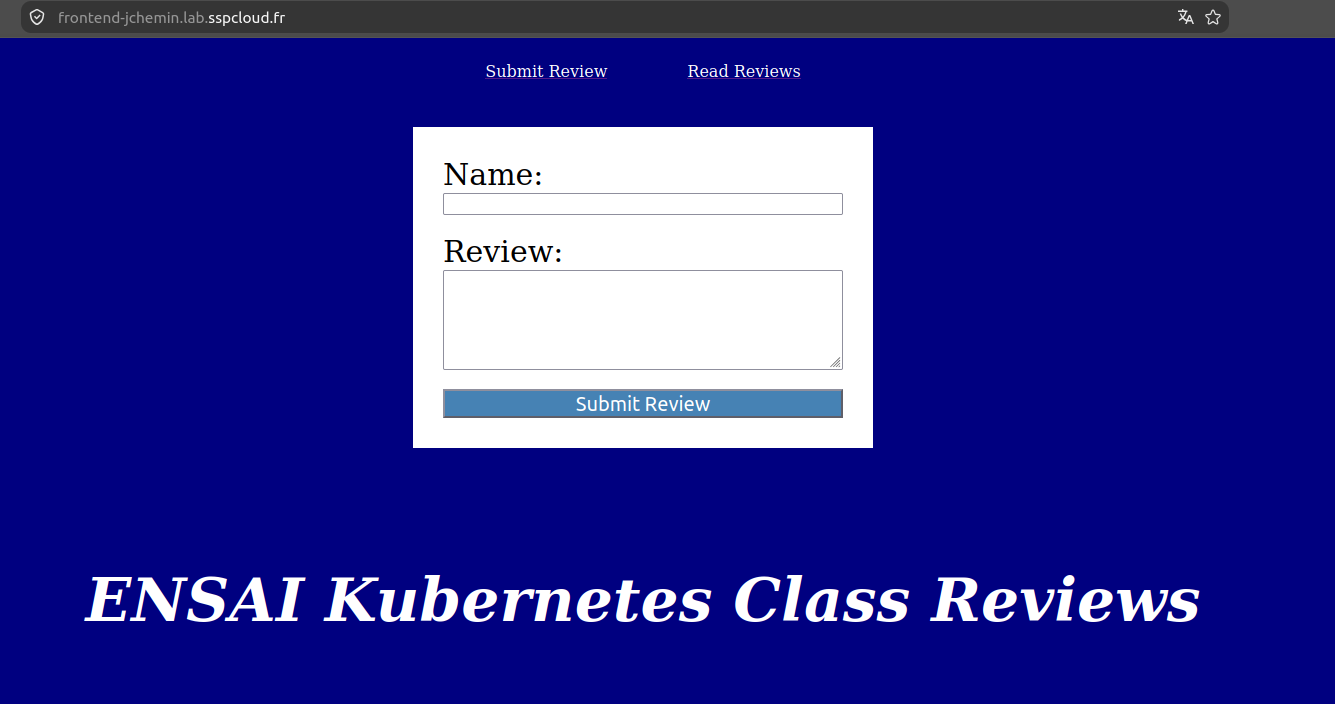 frontend-jchemin.lab.sspcloud.fr
Submit Review Read Reviews
Name:
Review:
Submit Review
ENSAI Kubernetes Class Reviews